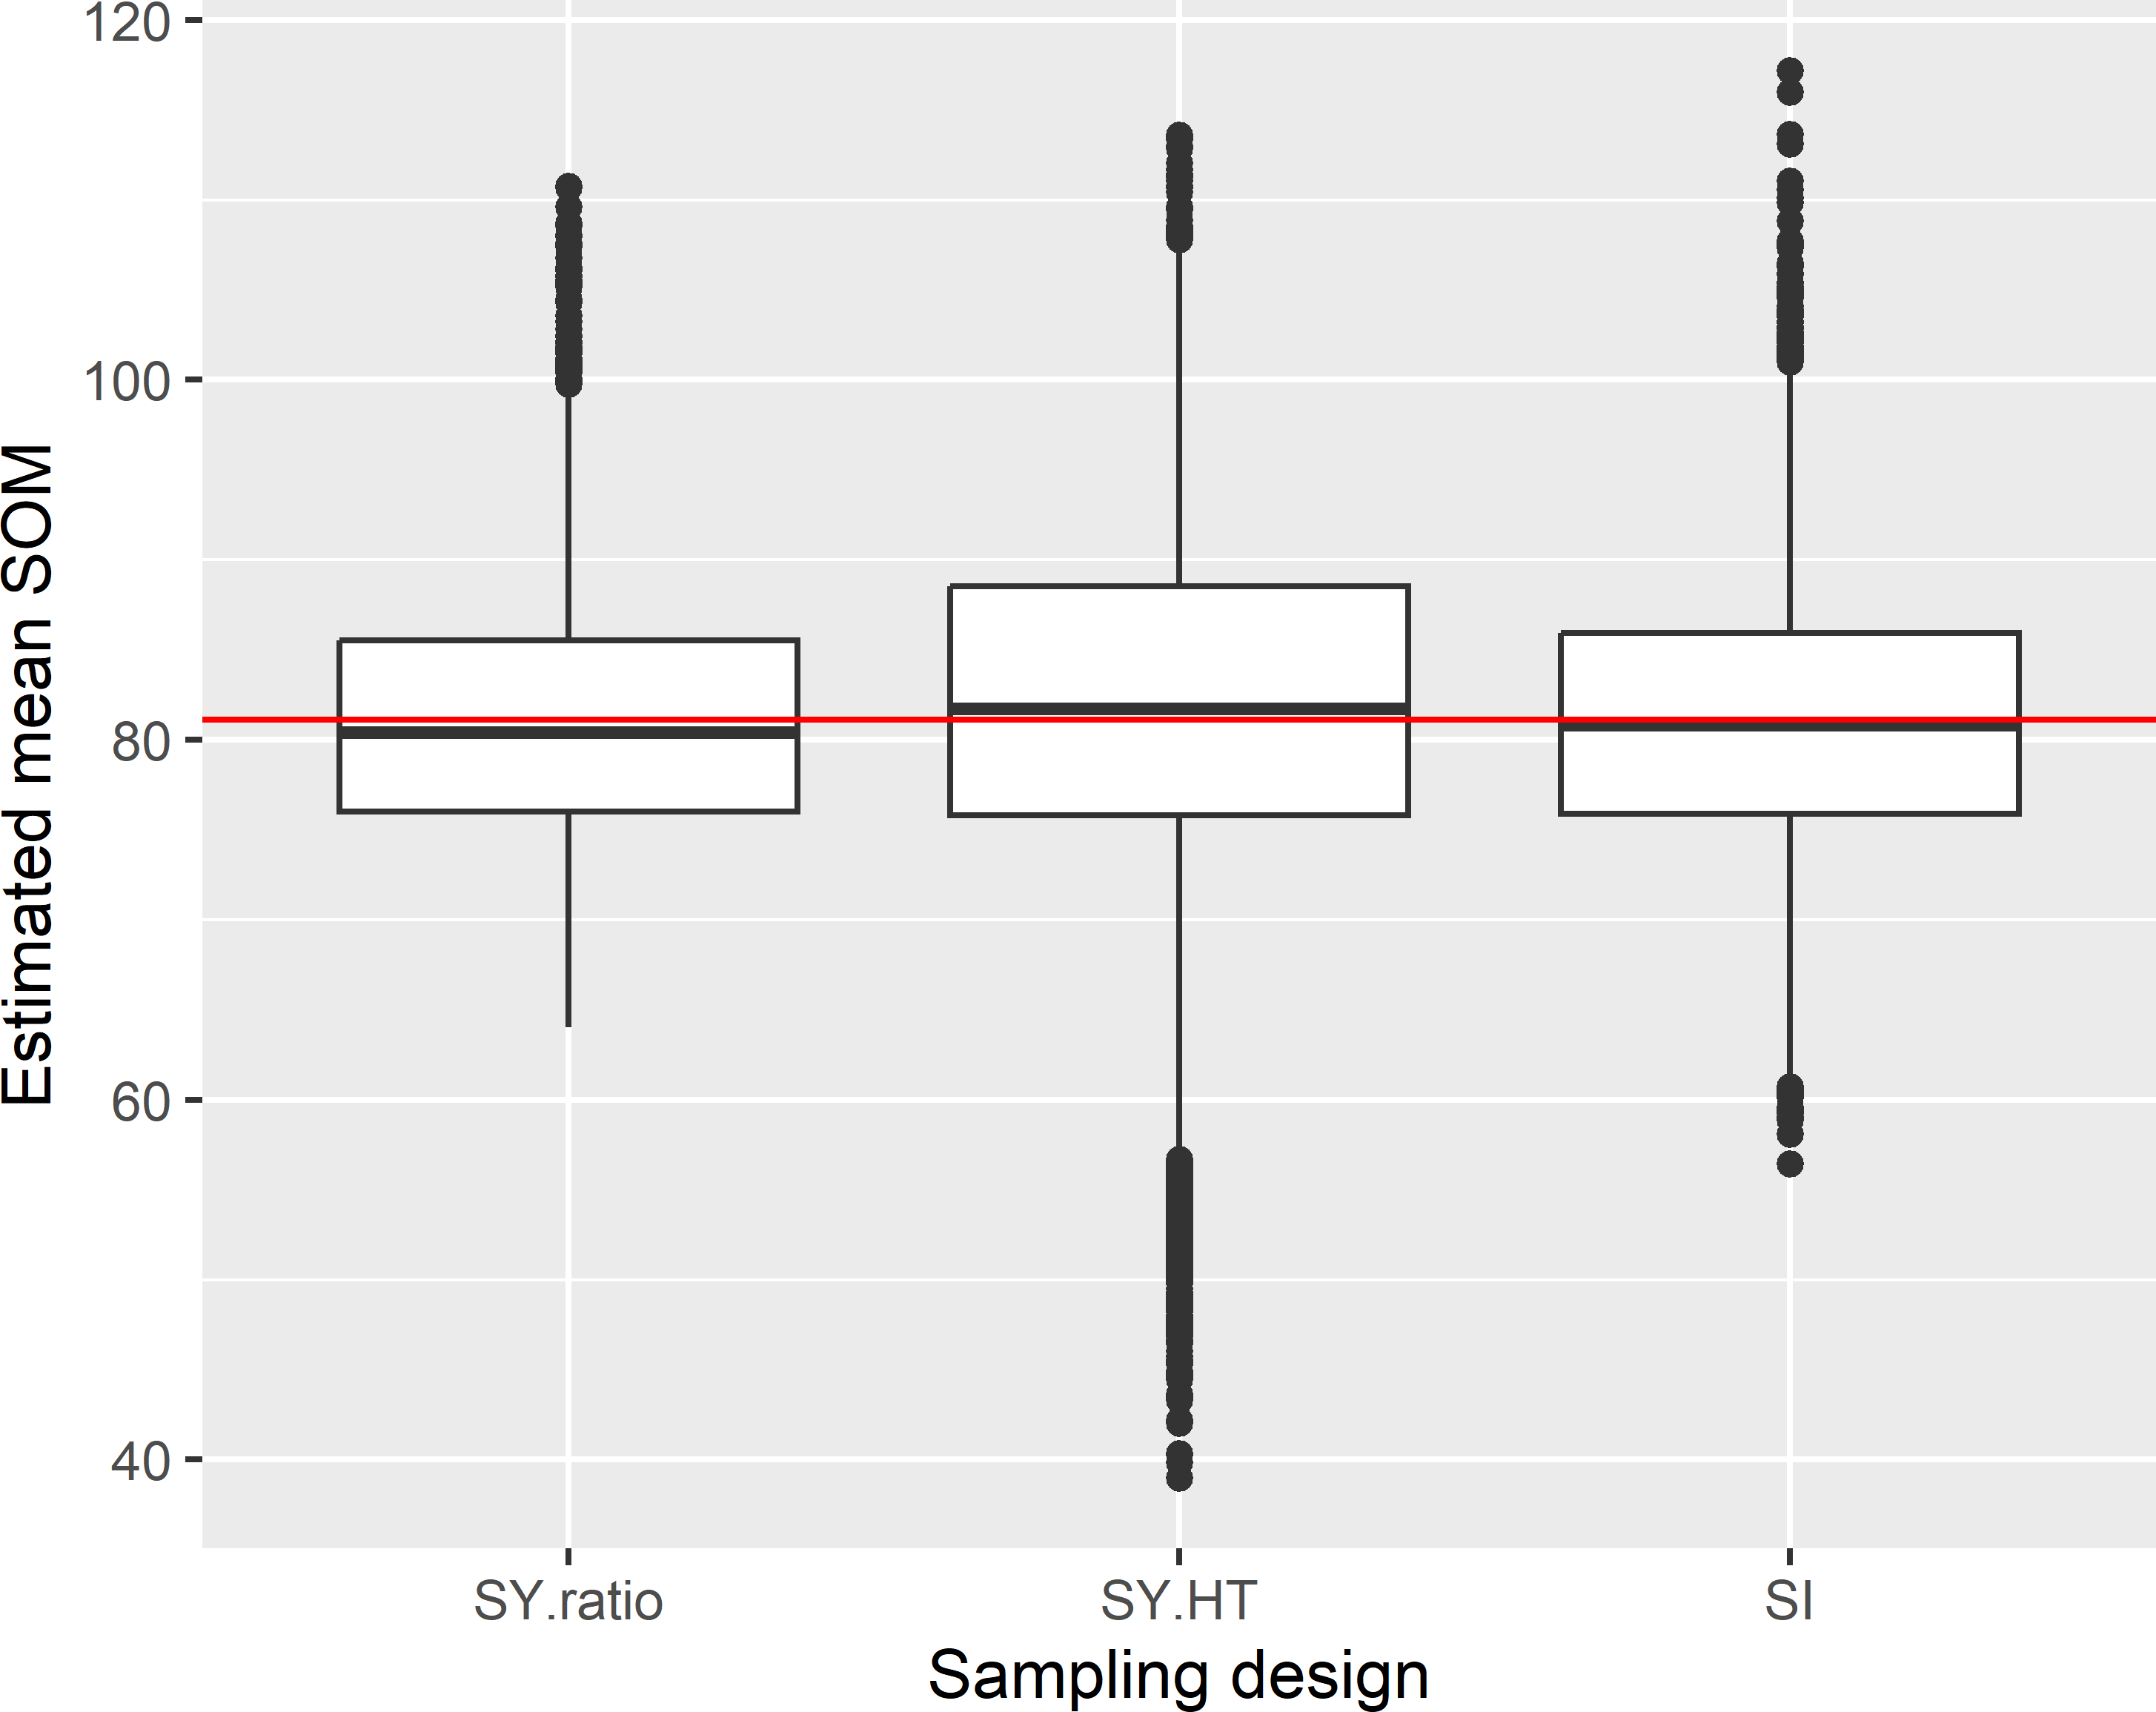 Estimated mean SOM
120
100
80
60
40
SY.ratio
SY.HT
SI
Sampling design